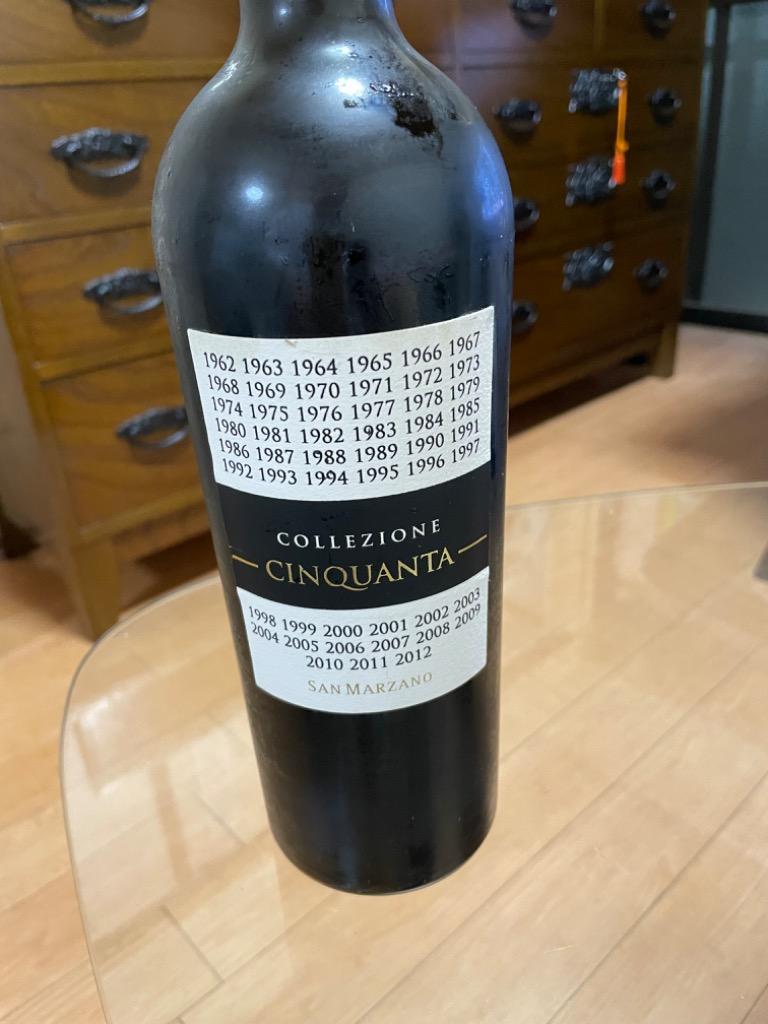 1962 1963 1964 1965 1966 1967
1968 1969 1970 1971 1972 1973
1974 1975 1976 1977 1978 1979
1980 1981 1982 1983 1984 1985
1986 1987 1988 1989 1990 1991
1992 1993 1994 1995 1996 1997
COLLEZIONE
CINQUANTA
1998 1999 2000 2001 2002 2003
2004 2005 2006 2007 2008 2009
2010 2011 2012
SAN MARZANO